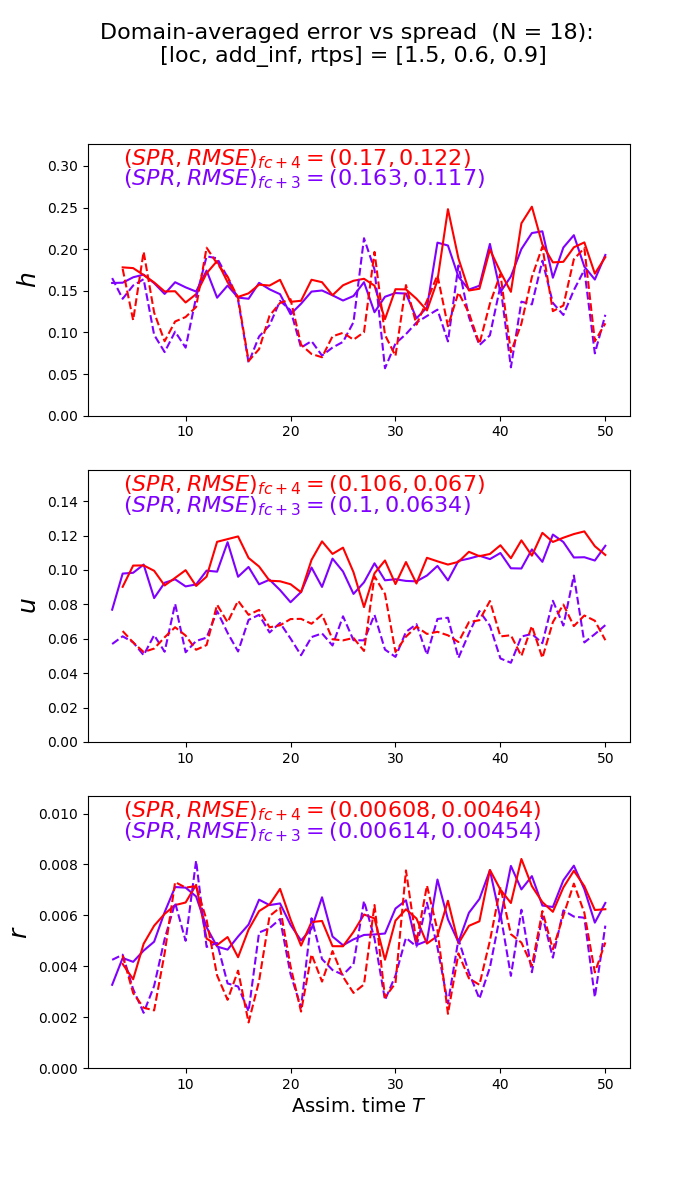 Domain-averaged error vs spread (N = 18):
[loc, add_inf, rtps] = [1.5, 0.6, 0.9]
(SPR, RMSE)fc+4 = (0.17, 0.122)
(SPR, RMSE)fc+3 = (0.163, 0.117)
0.30
0.25
0.20
0.15
0.10
0.05
0.00
h
10 20 30 40 50
(SPR, RMSE)fc+4 = (0.106, 0.067)
(SPR, RMSE)fc+3 = (0.1, 0.0634)
0.14
0.12
0.10
0.08
0.06
0.04
0.02
0.00
u
10 20 30 40 50
(SPR, RMSE)fc+4 = (0.00608, 0.00464)
(SPR, RMSE)fc+3 = (0.00614, 0.00454)
0.010
0.008
0.006
0.004
0.002
0.000
r
10 20 30 40 50
Assim. time T